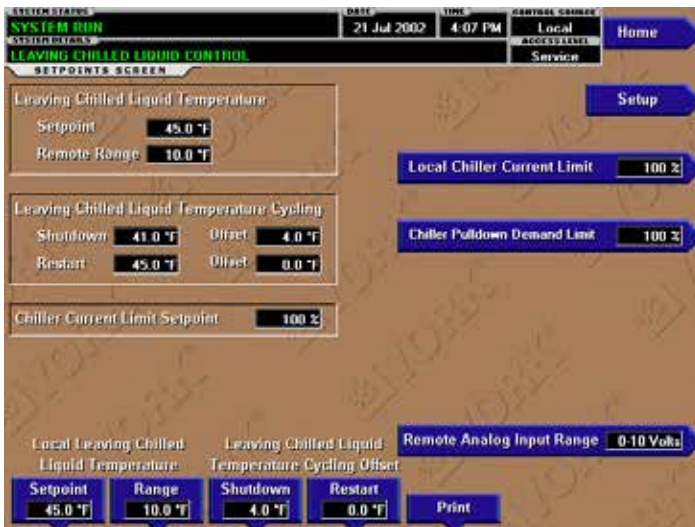 SYSTEM STATUS
SYSTEM RUN
DATE
21 Jul 2002
TIME
4:07 PM
CONTROL SOURCE
Local
Home
SYSTEM DETAILS
LEAVING CHILLED LIQUID CONTROL
ACCESS LEVEL
Service
SETPOINTS SCREEN
Leaving Chilled Liquid Temperature
Setpoint 45.0 °F
Remote Range 10.0 °F
Setup
Local Chiller Current Limit 100 %
Leaving Chilled Liquid Temperature Cycling
Shutdown 41.0 °F Offset 4.0 °F
Restart 45.0 °F Offset 0.0 °F
Chiller Pulldown Demand Limit 100 %
Chiller Current Limit Setpoint 100 %
YORK
Local Leaving Chilled
Liquid Temperature
Leaving Chilled Liquid
Temperature Cycling Offset
Remote Analog Input Range 0-10 Volts
Setpoint
45.0 °F
Range
10.0 °F
Shutdown
4.0 °F
Restart
0.0 °F
Print